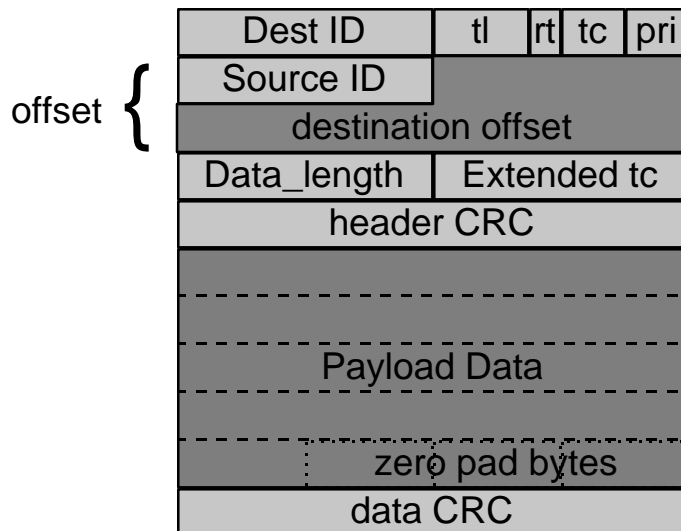 Dest ID tl rt tc pri
Source ID
offset {
destination offset
Data_length Extended tc
header CRC
Payload Data
zero pad bytes
data CRC